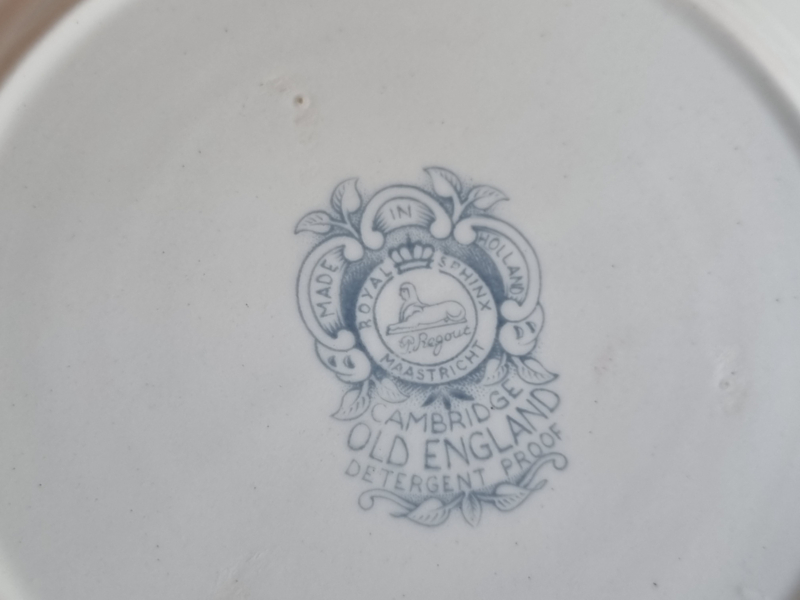 MADE IN HOLLAND
ROYAL SPHINX
P. Regout
MAASTRICHT
CAMBRIDGE
OLD ENGLAND
DETERGENT PROOF